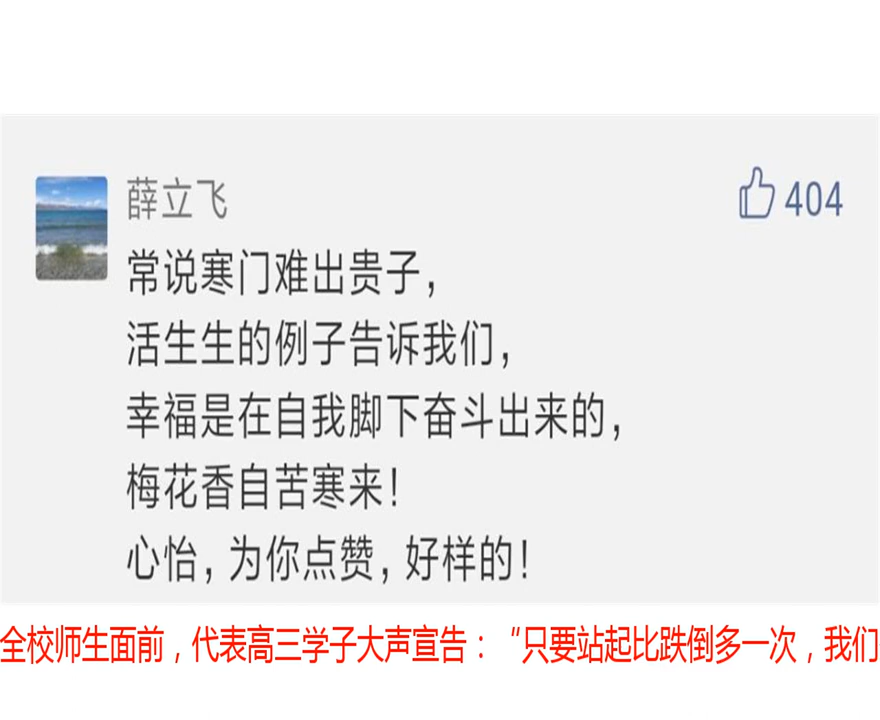 薛立飞
404
常说寒门难出贵子,
活生生的例子告诉我们,
幸福是在自我脚下奋斗出来的,
梅花香自苦寒来!
心怡,为你点赞,好样的!
全校师生面前，代表高三学子大声宣告：“只要站起比跌倒多一次，我们